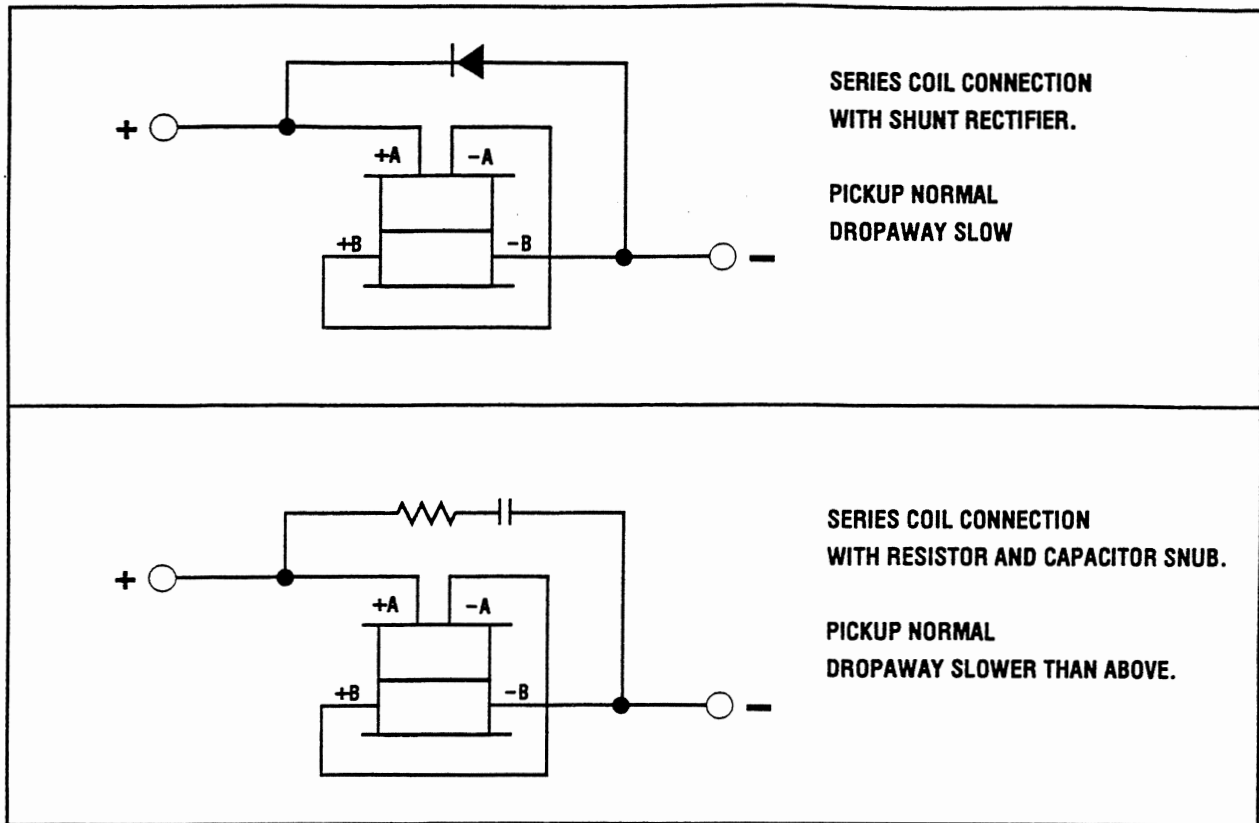 SERIES COIL CONNECTION
WITH SHUNT RECTIFIER.
PICKUP NORMAL
DROPAWAY SLOW
+
+A
-A
+B
-B
−
SERIES COIL CONNECTION
WITH RESISTOR AND CAPACITOR SNUB.
PICKUP NORMAL
DROPAWAY SLOWER THAN ABOVE.
+
+A
-A
+B
-B
−